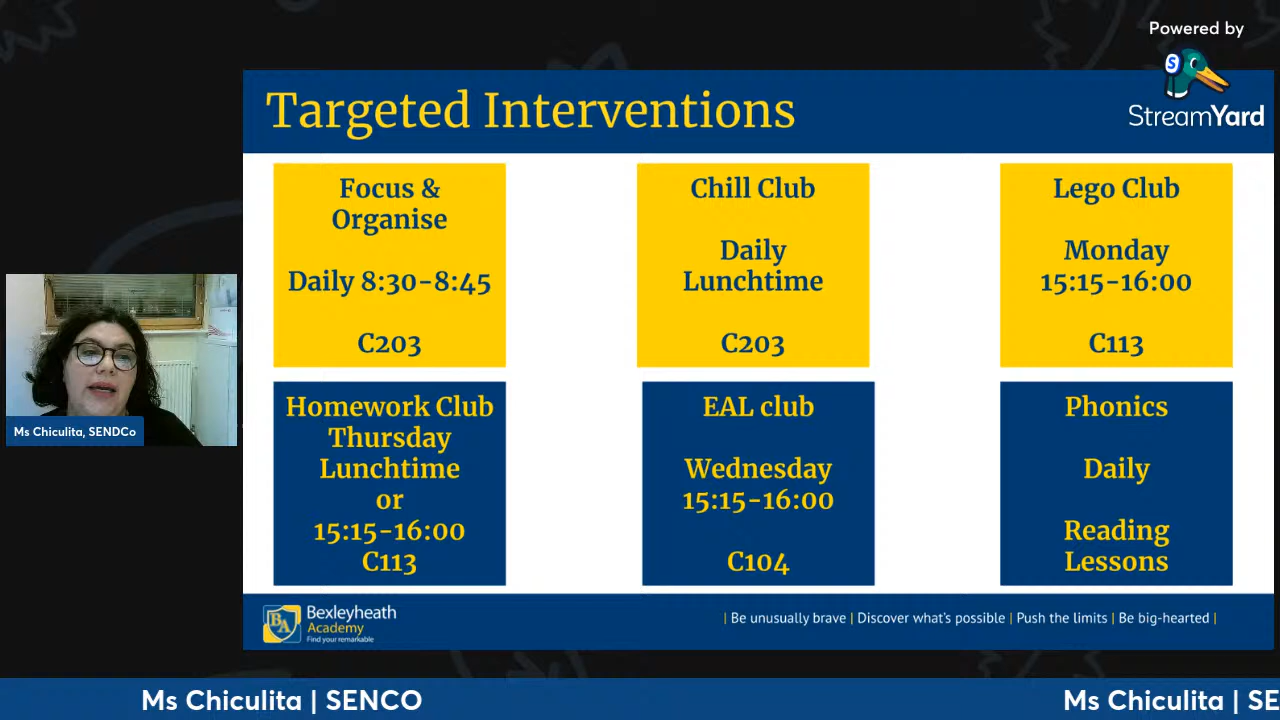 Powered by
S
StreamYard
Targeted Interventions
Focus &
Organise
Daily 8:30-8:45
C203
Chill Club
Daily
Lunchtime
C203
Lego Club
Monday
15:15-16:00
C113
Homework Club
Thursday
Lunchtime
or
15:15-16:00
C113
EAL club
Wednesday
15:15-16:00
C104
Phonics
Daily
Reading
Lessons
Ms Chiculita, SENDCo
BA
Bexleyheath
Academy
Find your remarkable
| Be unusually brave | Discover what's possible | Push the limits | Be big-hearted |
Ms Chiculita | SENCO
Ms Chiculita | SE